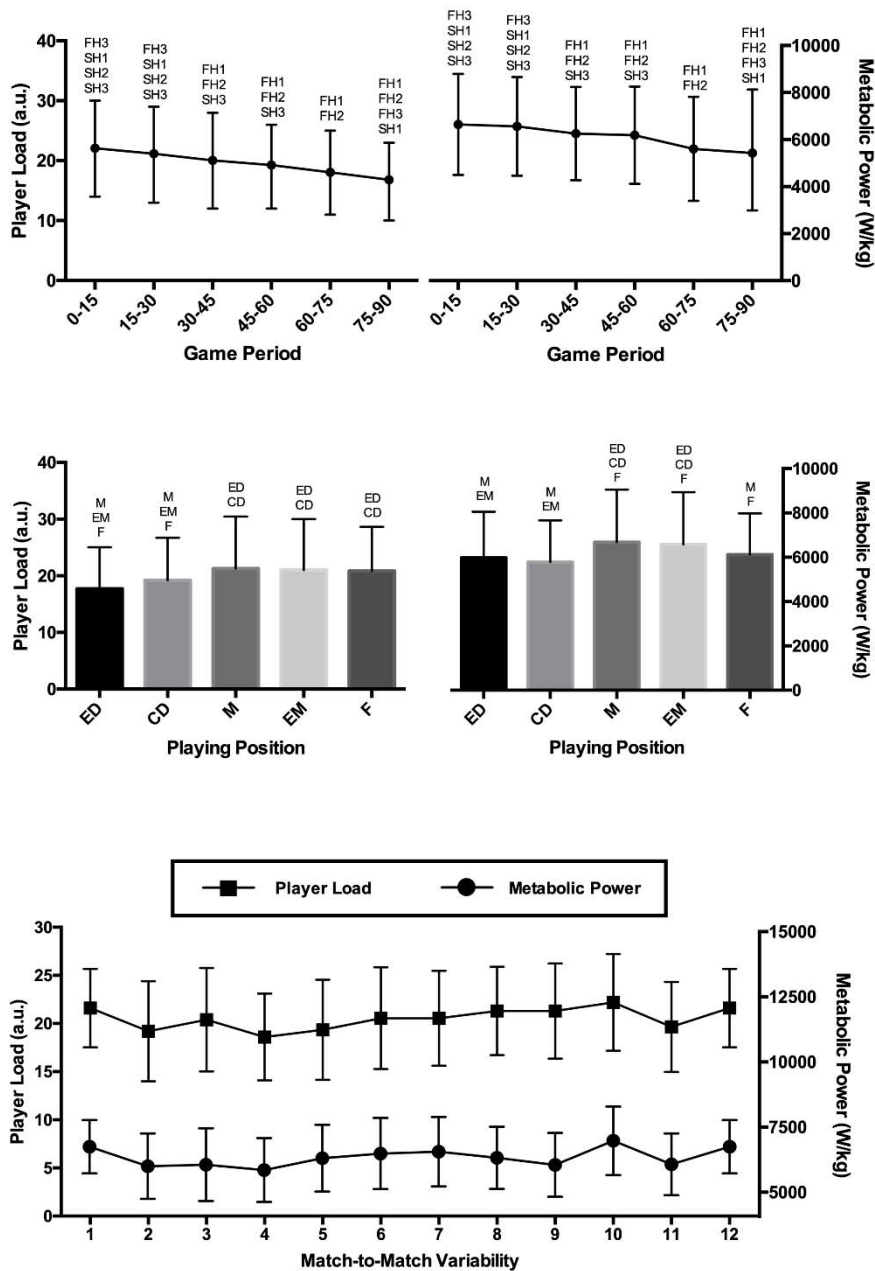 Player Load (a.u.)
40
30
20
10
0
FH3
SH1
SH2
SH3
FH3
SH1
SH2
SH3
FH1
FH2
SH3
FH1
FH2
SH3
FH1
FH2
FH1
FH2
FH3
SH1
0-15
15-30
30-45
45-60
60-75
75-90
Game Period
FH3
SH1
SH2
SH3
FH3
SH1
SH2
SH3
FH1
FH2
SH3
FH1
FH2
SH3
FH1
FH2
FH1
FH2
FH3
SH1
10000
8000
6000
4000
2000
0
Metabolic Power (W/kg)
0-15
15-30
30-45
45-60
60-75
75-90
Game Period
Player Load (a.u.)
40
30
20
10
0
M
EM
F
M
EM
F
ED
CD
ED
CD
ED
CD
ED
CD
M
EM
F
Playing Position
M
EM
M
EM
ED
CD
F
ED
CD
F
M
F
10000
8000
6000
4000
2000
0
Metabolic Power (W/kg)
ED
CD
M
EM
F
Playing Position
Player Load
Metabolic Power
Player Load (a.u.)
30
25
20
15
10
5
0
15000
12500
10000
7500
5000
Metabolic Power (W/kg)
1 2 3 4 5 6 7 8 9 10 11 12
Match-to-Match Variability